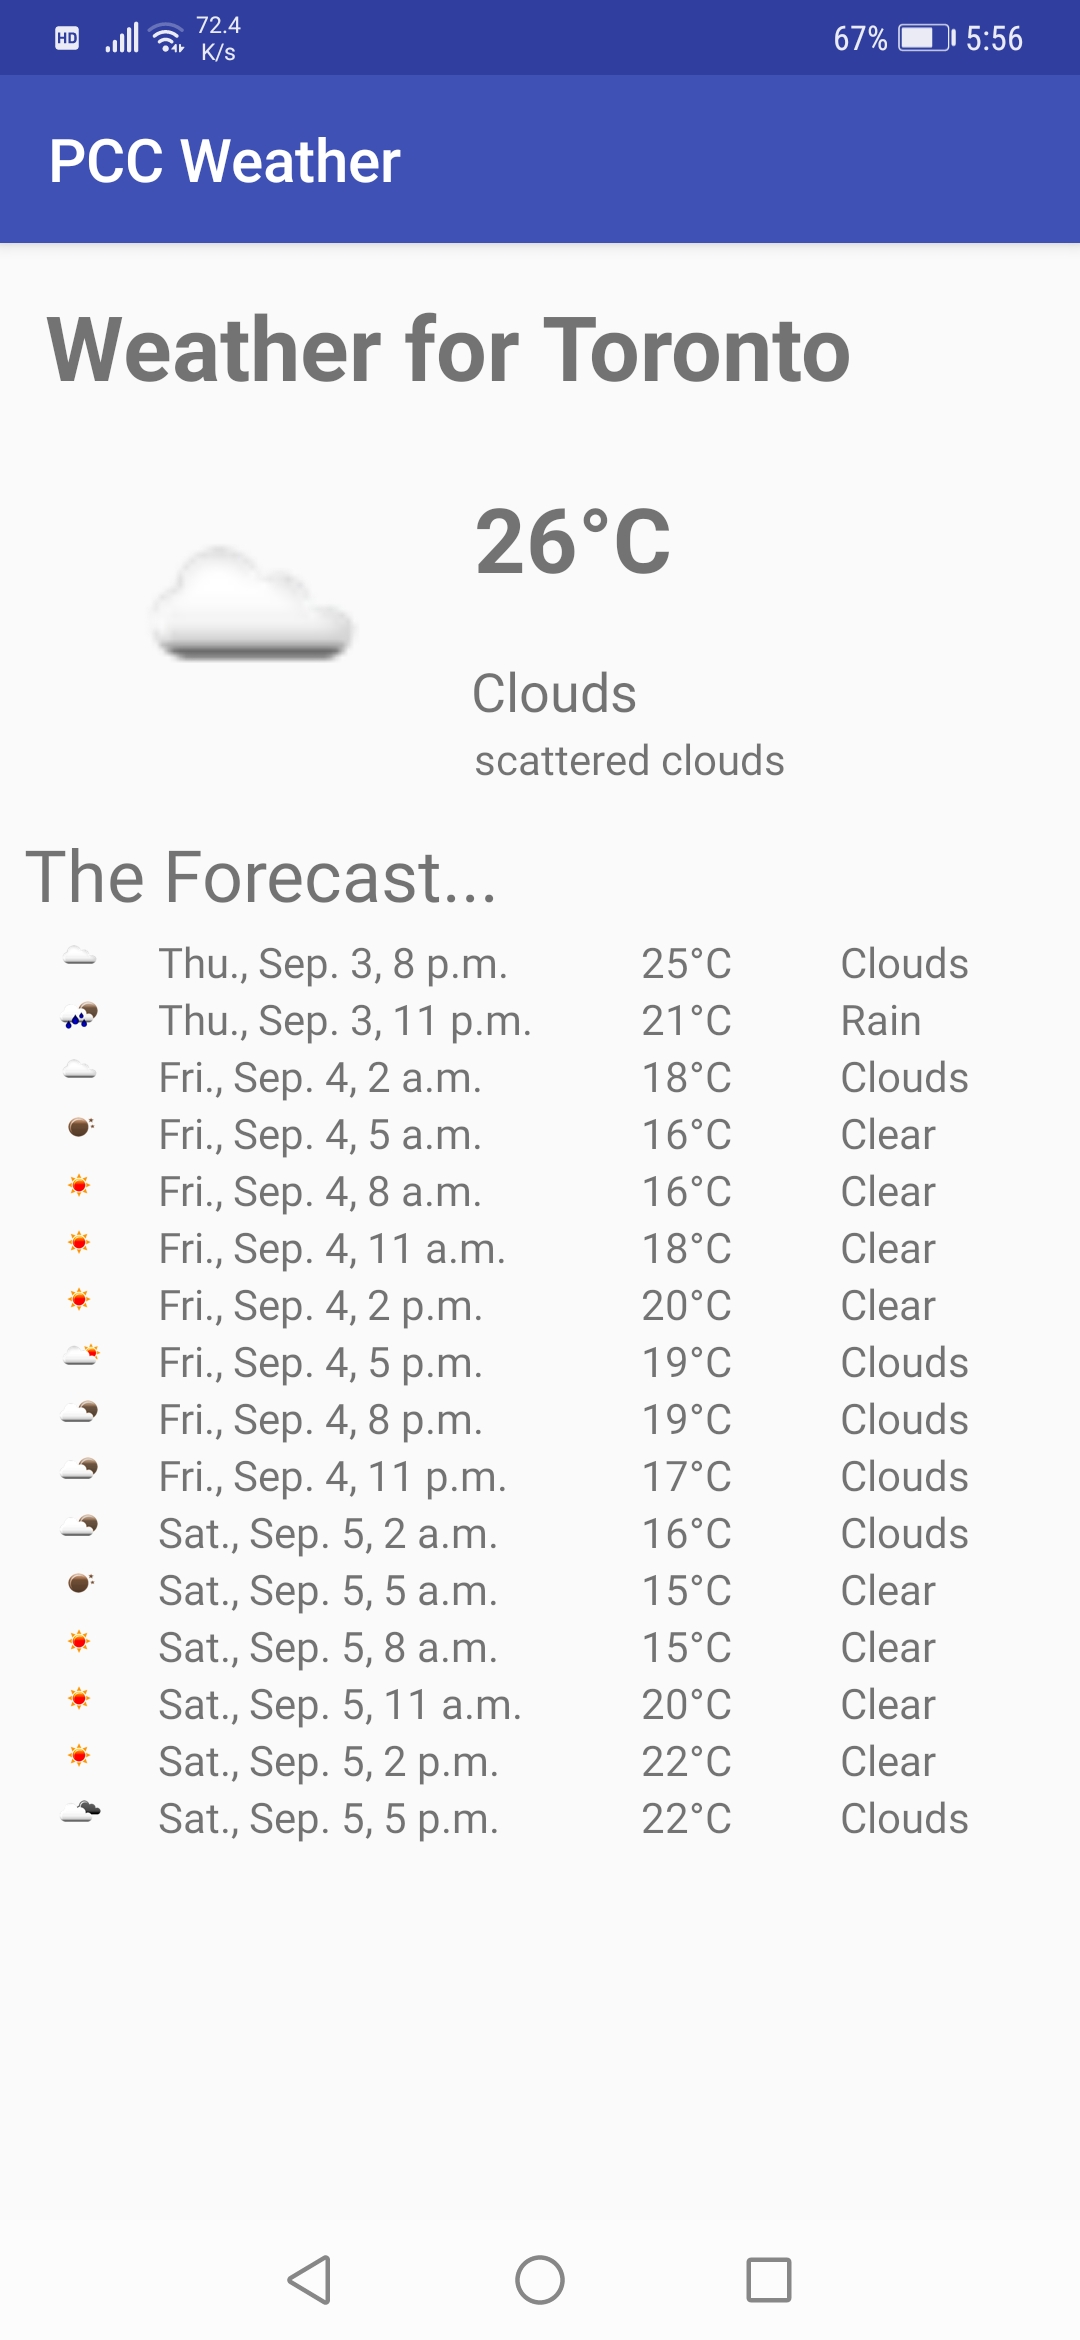 HD 72.4 K/s 67% 5:56
PCC Weather
Weather for Toronto
26°C
Clouds
scattered clouds
The Forecast...
Thu., Sep. 3, 8 p.m. 25°C Clouds
Thu., Sep. 3, 11 p.m. 21°C Rain
Fri., Sep. 4, 2 a.m. 18°C Clouds
Fri., Sep. 4, 5 a.m. 16°C Clear
Fri., Sep. 4, 8 a.m. 16°C Clear
Fri., Sep. 4, 11 a.m. 18°C Clear
Fri., Sep. 4, 2 p.m. 20°C Clear
Fri., Sep. 4, 5 p.m. 19°C Clouds
Fri., Sep. 4, 8 p.m. 19°C Clouds
Fri., Sep. 4, 11 p.m. 17°C Clouds
Sat., Sep. 5, 2 a.m. 16°C Clouds
Sat., Sep. 5, 5 a.m. 15°C Clear
Sat., Sep. 5, 8 a.m. 15°C Clear
Sat., Sep. 5, 11 a.m. 20°C Clear
Sat., Sep. 5, 2 p.m. 22°C Clear
Sat., Sep. 5, 5 p.m. 22°C Clouds